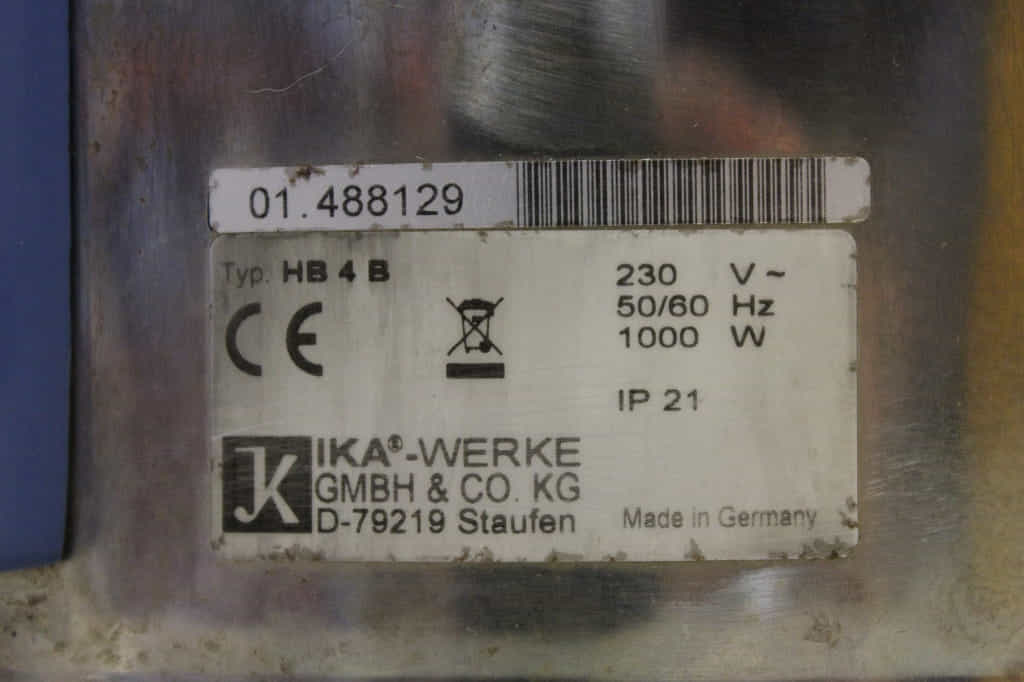 01.488129
Typ. HB 4 B
230 V ~
50/60 Hz
1000 W
CE
IP 21
IKA®-WERKE
GMBH & CO. KG
D-79219 Staufen
Made in Germany